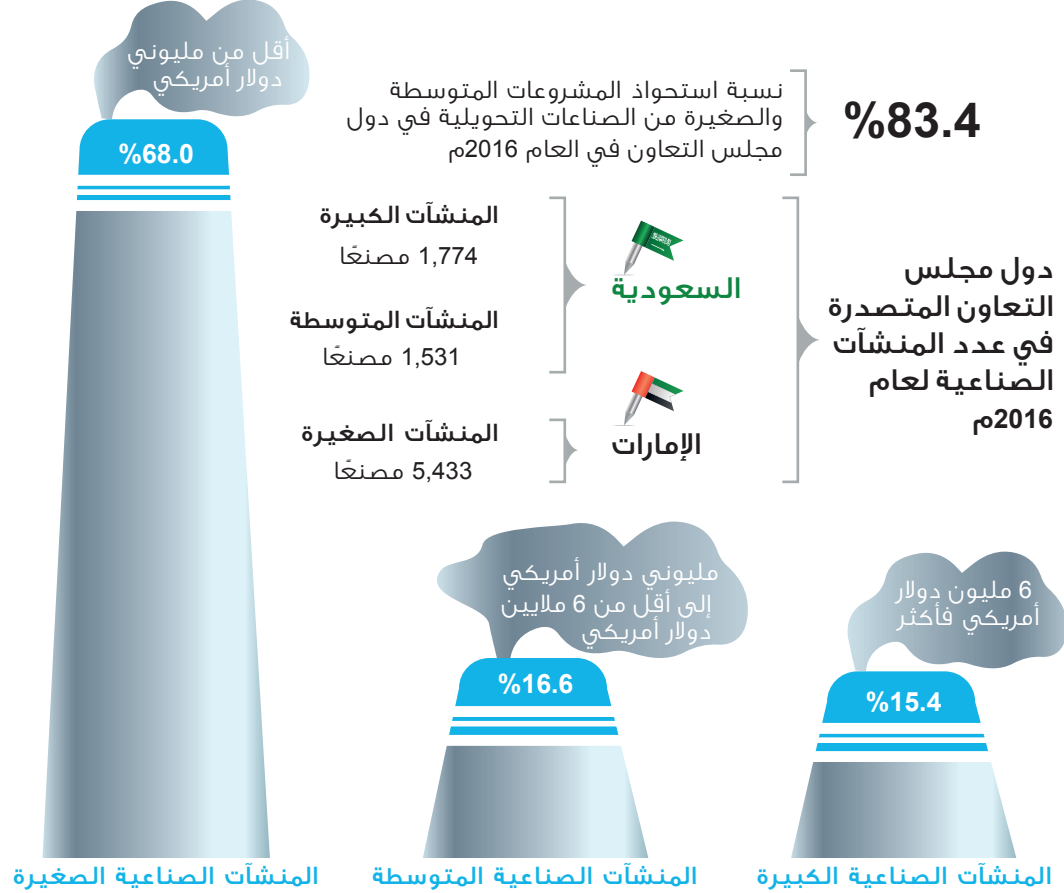 %83.4
نسبة استحواذ المشروعات المتوسطة
والصغيرة من الصناعات التحويلية في دول
مجلس التعاون في العام 2016م
دول مجلس
التعاون المتصدرة
في عدد المنشآت
الصناعية لعام
2016م
السعودية
المنشآت الكبيرة
1,774 مصنعًا
المنشآت المتوسطة
1,531 مصنعًا
الإمارات
المنشآت الصغيرة
5,433 مصنعًا
6 مليون دولار
أمريكي فأكثر
%15.4
المنشآت الصناعية الكبيرة
مليوني دولار أمريكي
إلى أقل من 6 ملايين
دولار أمريكي
%16.6
المنشآت الصناعية المتوسطة
أقل من مليوني
دولار أمريكي
%68.0
المنشآت الصناعية الصغيرة